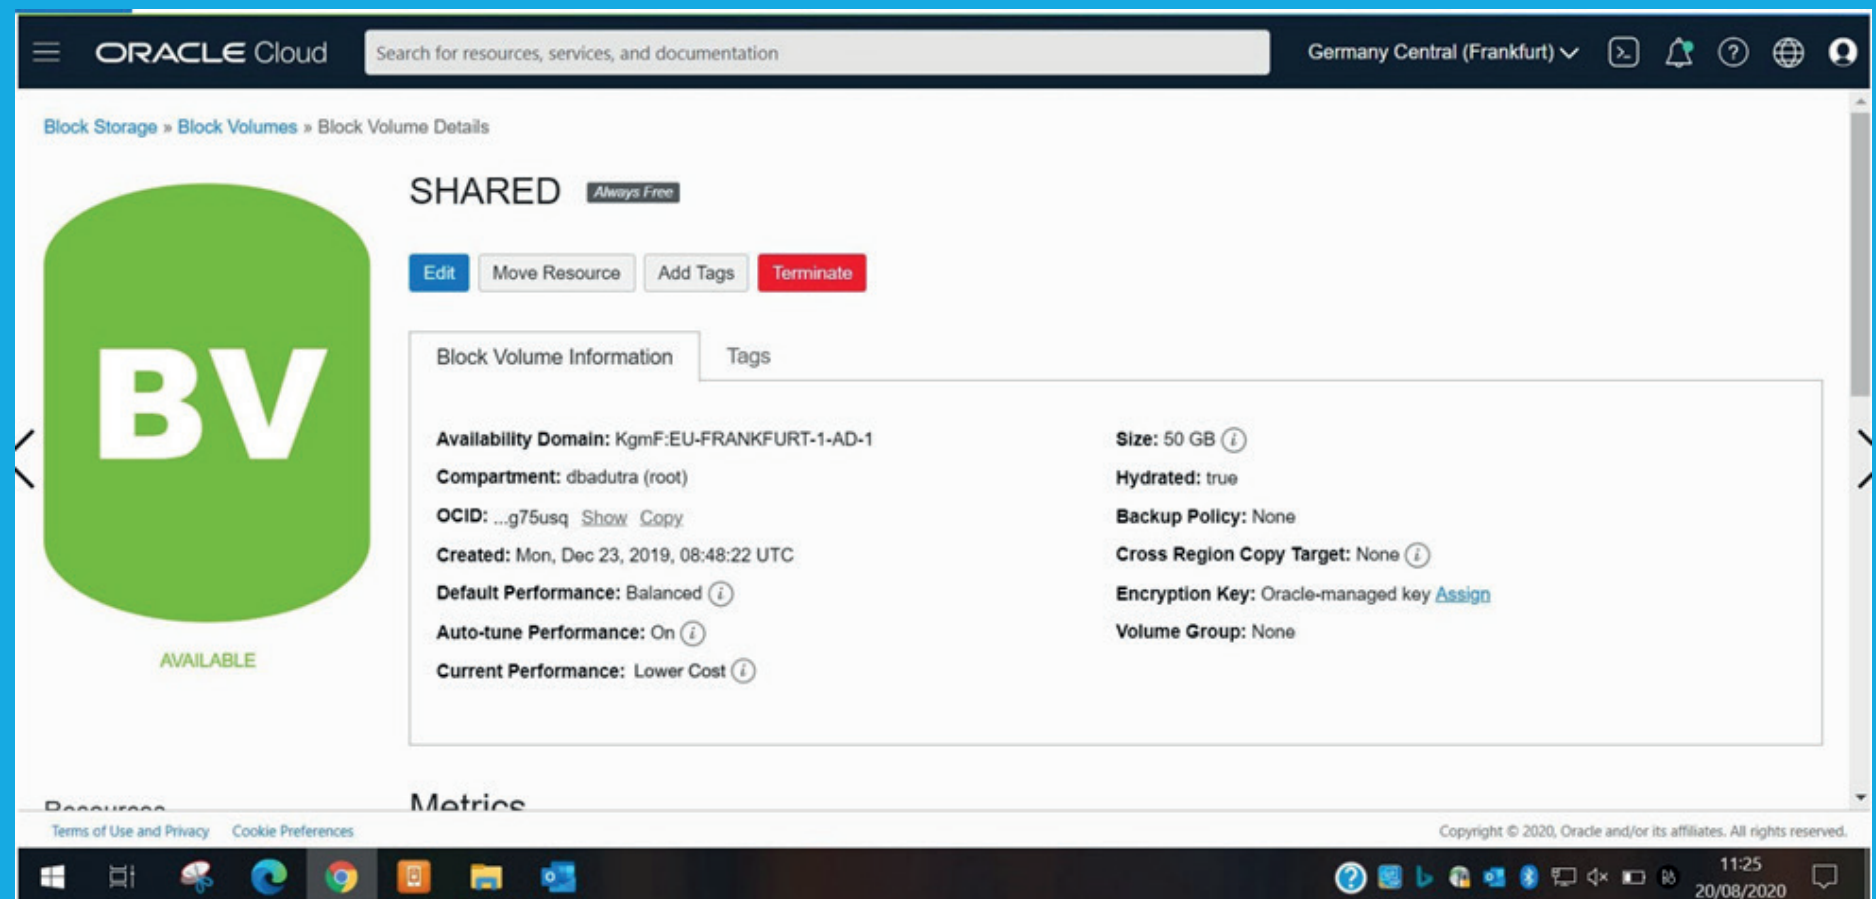 ORACLE Cloud
Search for resources, services, and documentation
Germany Central (Frankfurt)
Block Storage » Block Volumes » Block Volume Details
SHARED Always Free
Edit Move Resource Add Tags Terminate
BV
AVAILABLE
Block Volume Information Tags
Availability Domain: KgmF:EU-FRANKFURT-1-AD-1
Compartment: dbadutra (root)
OCID: ...g75usq Show Copy
Created: Mon, Dec 23, 2019, 08:48:22 UTC
Default Performance: Balanced i
Auto-tune Performance: On i
Current Performance: Lower Cost i
Size: 50 GB i
Hydrated: true
Backup Policy: None
Cross Region Copy Target: None i
Encryption Key: Oracle-managed key Assign
Volume Group: None
Resources
Metrics
Terms of Use and Privacy Cookie Preferences
Copyright © 2020, Oracle and/or its affiliates. All rights reserved.
11:25
20/08/2020